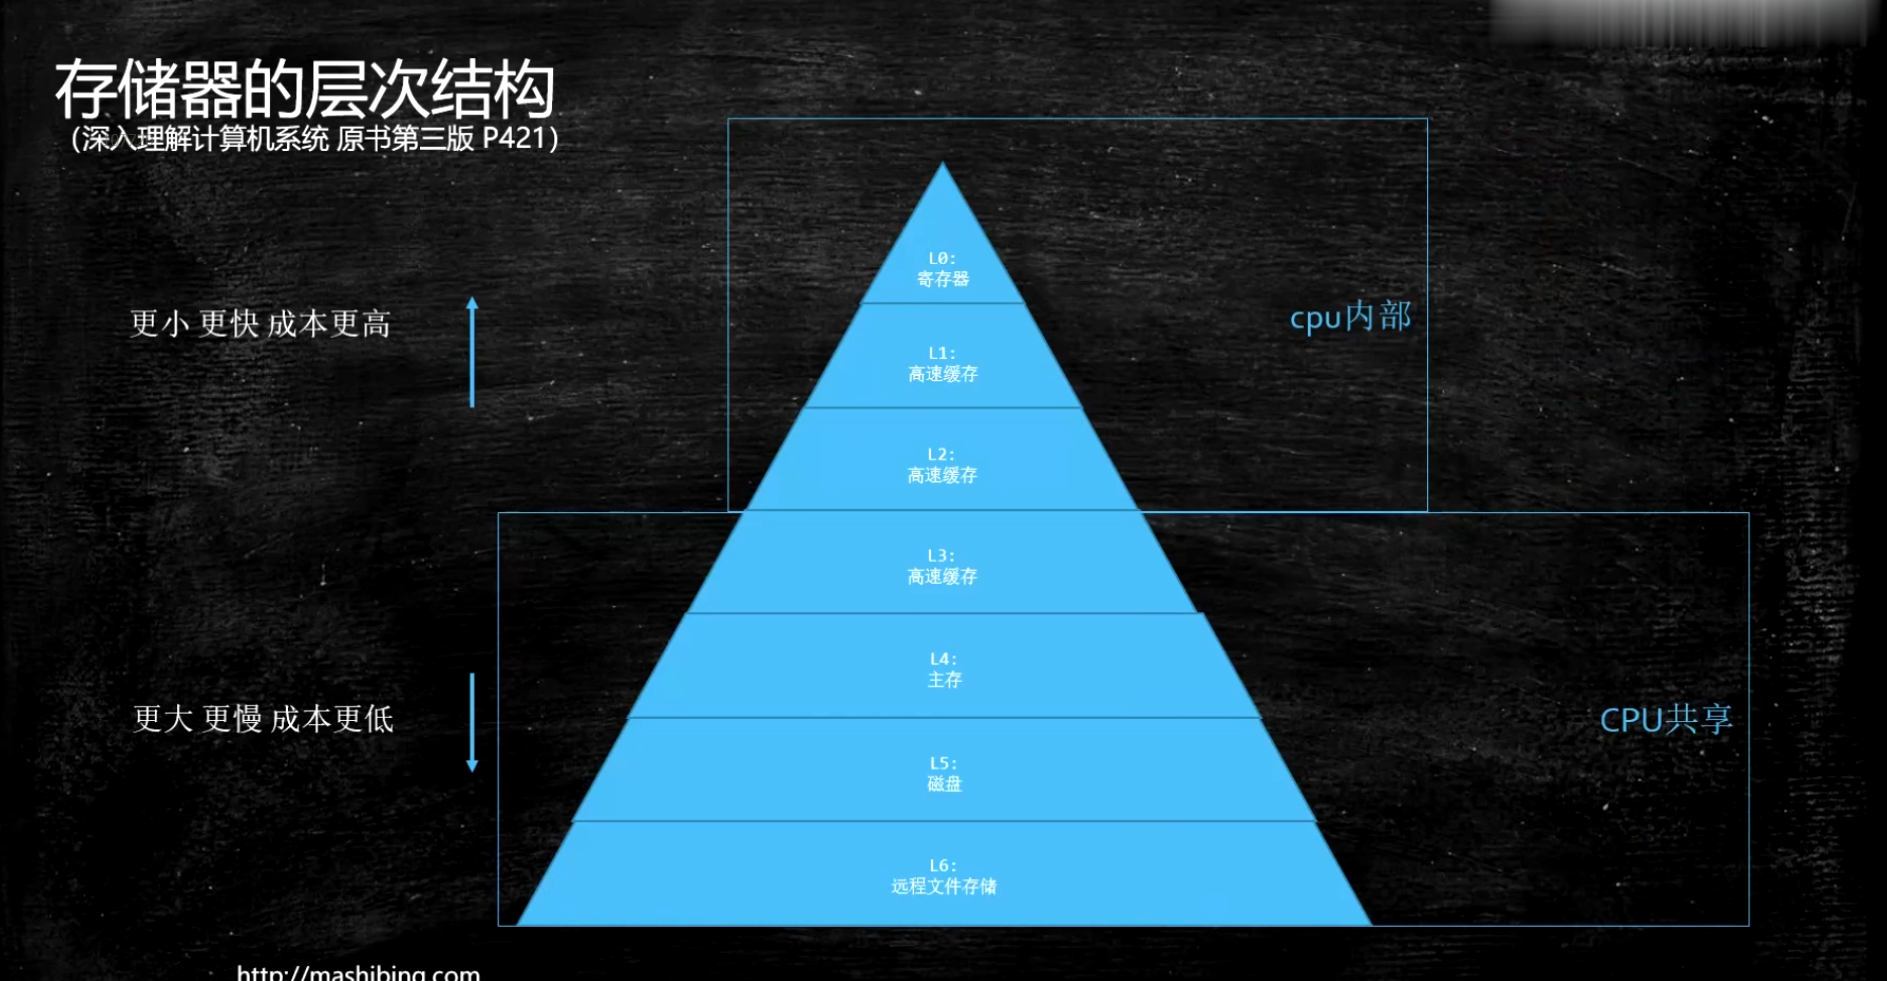 存储器的层次结构
（深入理解计算机系统 原书第三版 P421）
L0:
寄存器
更小 更快 成本更高
cpu内部
L1:
高速缓存
L2:
高速缓存
L3:
高速缓存
L4:
主存
更大 更慢 成本更低
CPU共享
L5:
磁盘
L6:
远程文件存储
http://mashibing.com